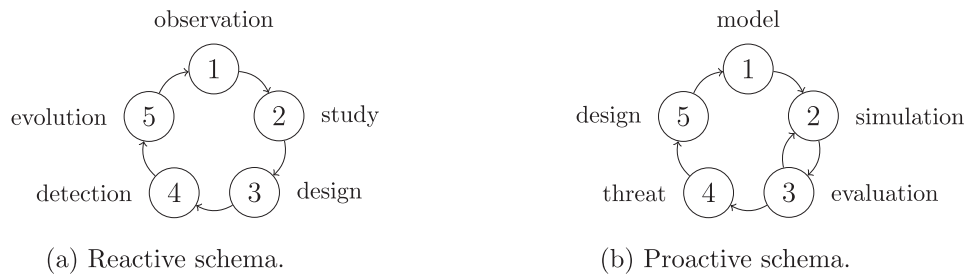 observation
1
evolution
5
2
study
detection
4
3
design
(a) Reactive schema.
model
1
design
5
2
simulation
threat
4
3
evaluation
(b) Proactive schema.